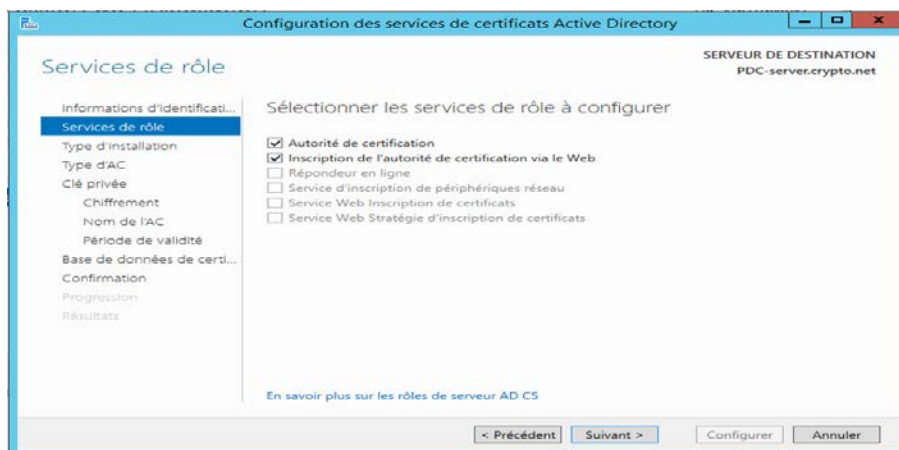 Configuration des services de certificats Active Directory
Services de rôle
SERVEUR DE DESTINATION
PDC-server.crypto.net
Informations d'identificati...
Services de rôle
Type d'installation
Type d'AC
Clé privée
Chiffrement
Nom de l'AC
Période de validité
Base de données de certi...
Confirmation
Progression
Résultats
Sélectionner les services de rôle à configurer
Autorité de certification
Inscription de l'autorité de certification via le Web
Répondeur en ligne
Service d'inscription de périphériques réseau
Service Web Inscription de certificats
Service Web Stratégie d'inscription de certificats
En savoir plus sur les rôles de serveur AD CS
< Précédent
Suivant >
Configurer
Annuler